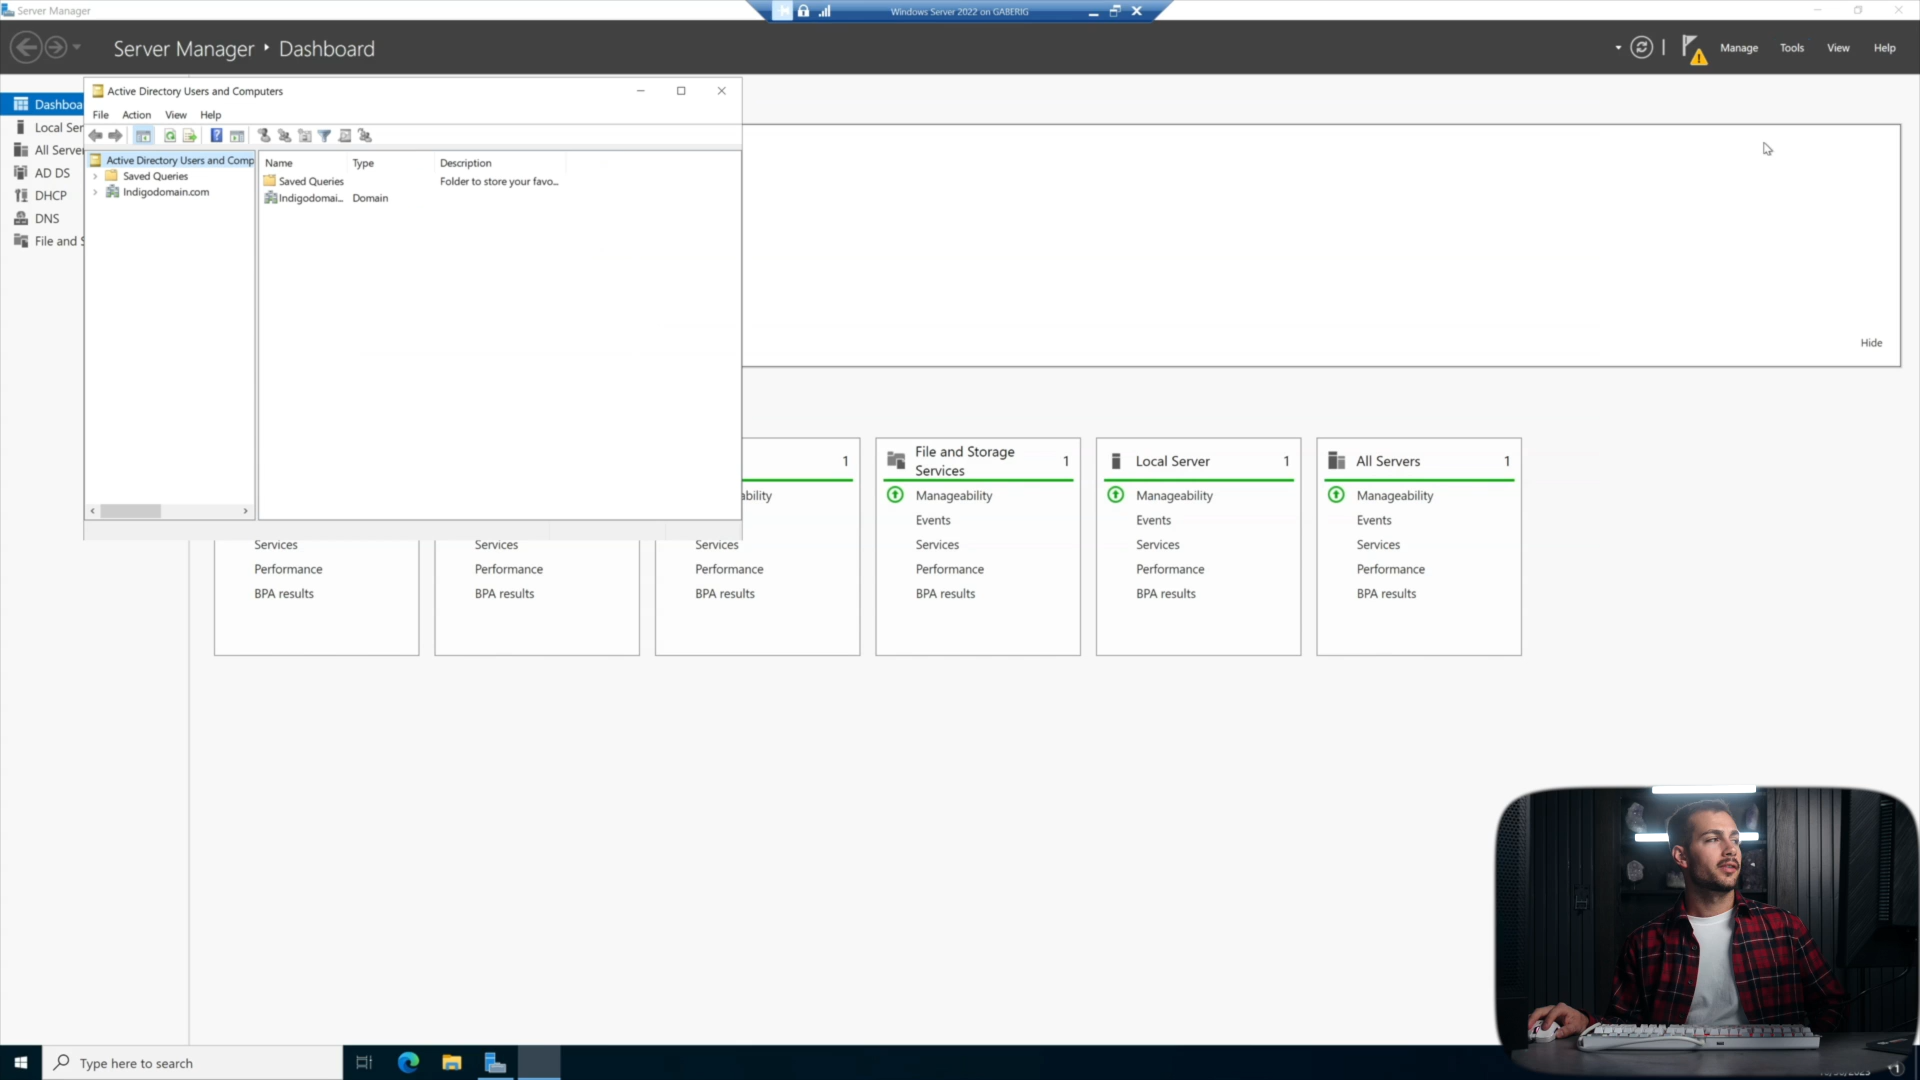 Server Manager
Windows Server 2022 on GABERIG
Server Manager
Dashboard
Manage
Tools
View
Help
Dashboa
Local Ser
All Server
AD DS
DHCP
DNS
File and S
Active Directory Users and Computers
File
Action
View
Help
Active Directory Users and Comp
Saved Queries
Indigodomain.com
Name
Type
Description
Saved Queries
Folder to store your favo...
Indigodomai...
Domain
Hide
1
ability
Services
Performance
BPA results
Services
Performance
BPA results
Services
Performance
BPA results
File and Storage
Services
1
Manageability
Events
Services
Performance
BPA results
Local Server
1
Manageability
Events
Services
Performance
BPA results
All Servers
1
Manageability
Events
Services
Performance
BPA results
Type here to search
1